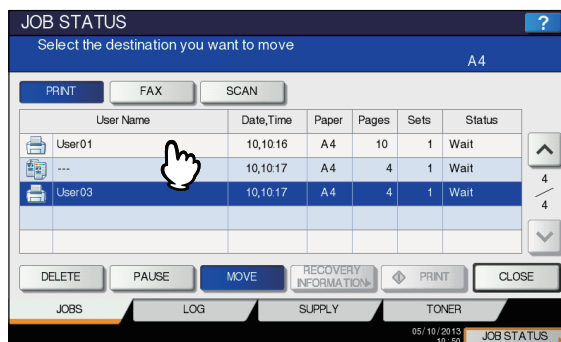 JOB STATUS ?
Select the destination you want to move
A4
PRINT FAX SCAN
User Name Date,Time Paper Pages Sets Status
User01 10,10:16 A4 10 1 Wait
--- 10,10:17 A4 4 1 Wait
User03 10,10:17 A4 4 1 Wait
4
4
DELETE PAUSE MOVE RECOVERY INFORMATION PRINT CLOSE
JOBS LOG SUPPLY TONER
05/10/2013
10:50 JOB STATUS